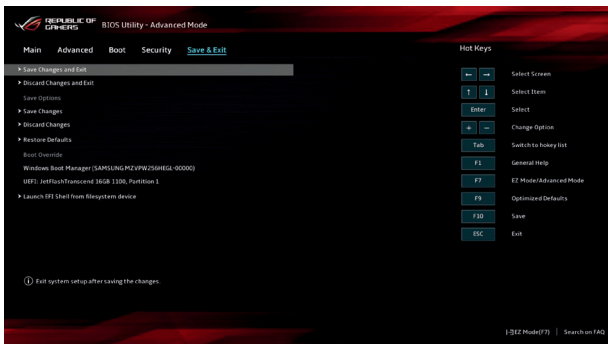 REPUBLIC OF
GAMERS
BIOS Utility - Advanced Mode
Main Advanced Boot Security Save & Exit
Hot Keys
> Save Changes and Exit
> Discard Changes and Exit
Save Options
> Save Changes
> Discard Changes
> Restore Defaults
Boot Override
Windows Boot Manager (SAMSUNG MZVPW256HEGL-00000)
UEFI: JetFlashTranscend 16GB 1100, Partition 1
> Launch EFI Shell from filesystem device
← → Select Screen
↑ ↓ Select Item
Enter Select
+ − Change Option
Tab Switch to hokey list
F1 General Help
F7 EZ Mode/Advanced Mode
F9 Optimized Defaults
F10 Save
ESC Exit
i Exit system setup after saving the changes.
EZ Mode(F7) | Search on FAQ